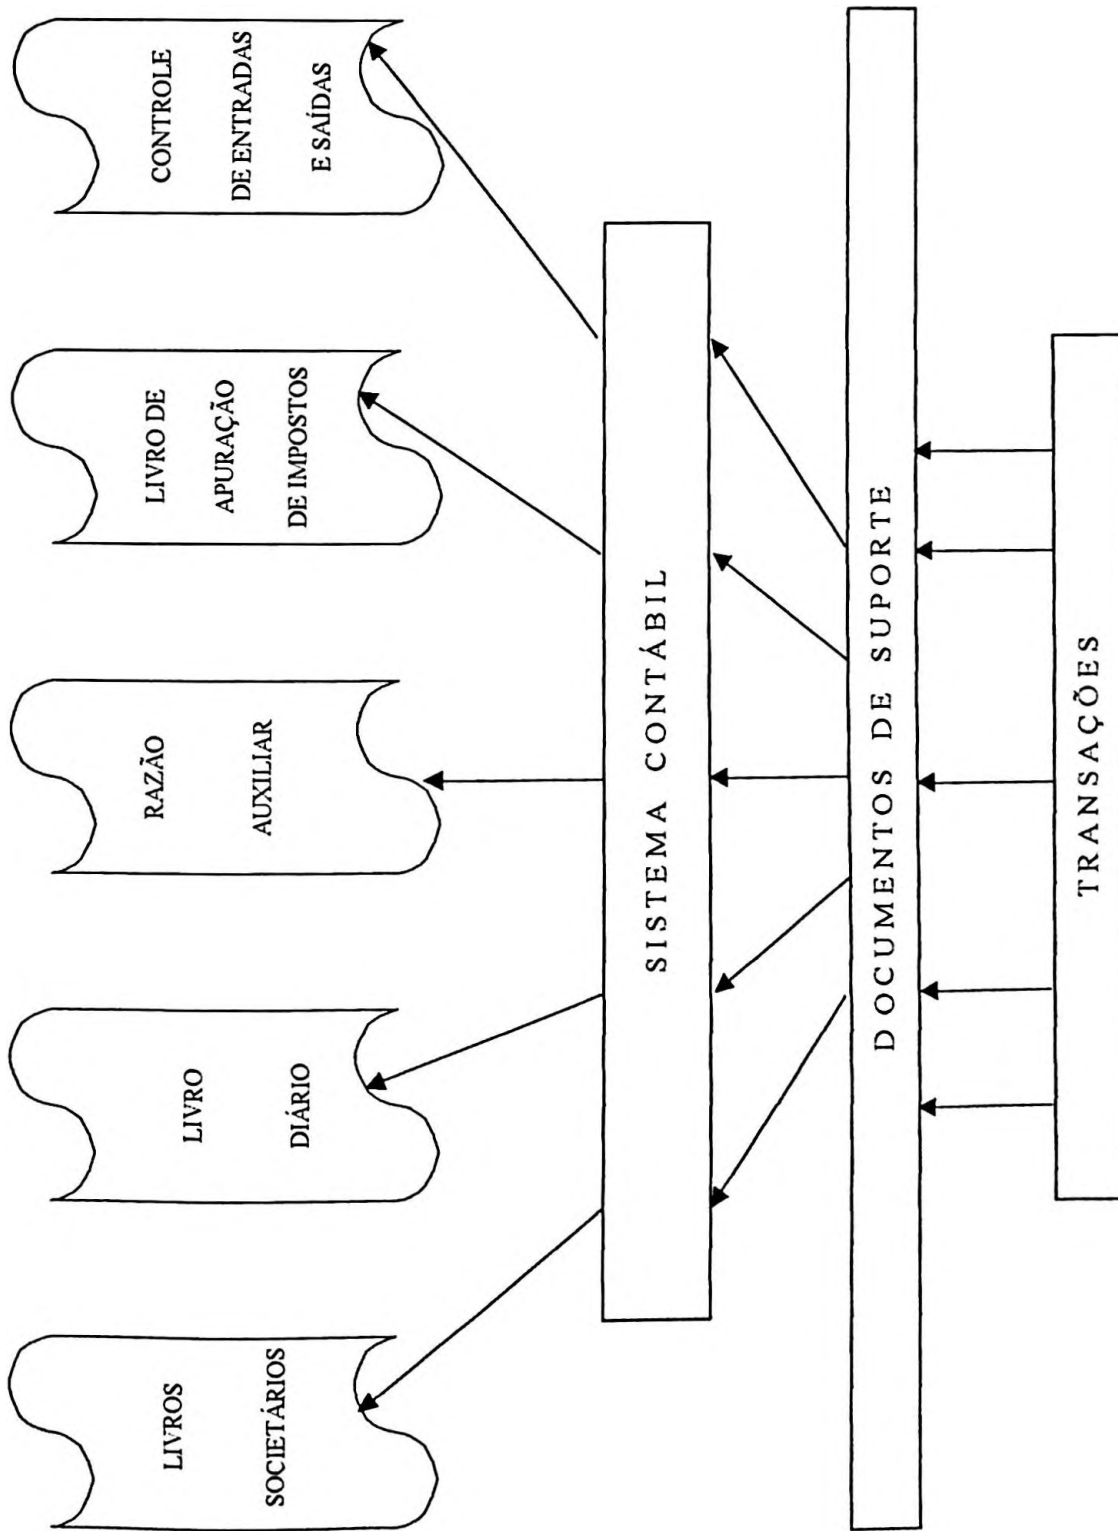 LIVROS
SOCIETÁRIOS
LIVRO
DIÁRIO
RAZÃO
AUXILIAR
LIVRO DE
APURAÇÃO
DE IMPOSTOS
CONTROLE
DE ENTRADAS
E SAÍDAS
SISTEMA CONTÁBIL
DOCUMENTOS DE SUPORTE
TRANSAÇÕES